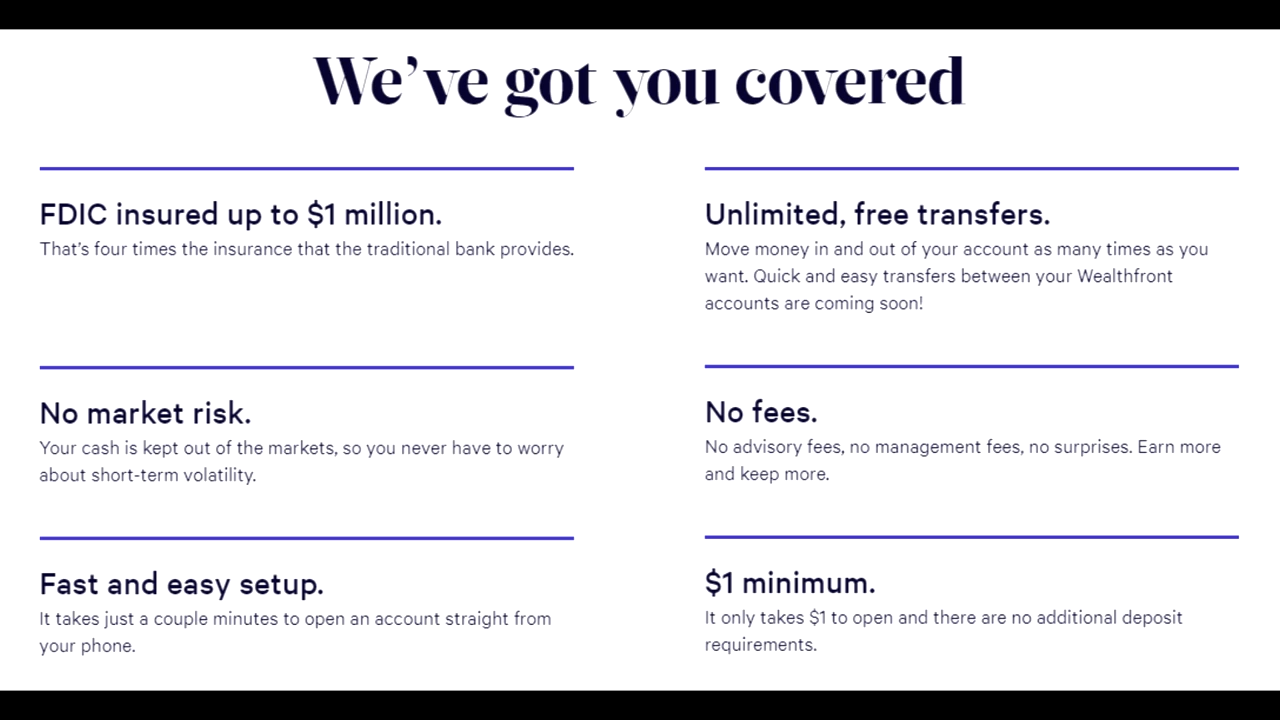 We've got you covered
FDIC insured up to $1 million.
That's four times the insurance that the traditional bank provides.
Unlimited, free transfers.
Move money in and out of your account as many times as you
want. Quick and easy transfers between your Wealthfront
accounts are coming soon!
No market risk.
Your cash is kept out of the markets, so you never have to worry
about short-term volatility.
No fees.
No advisory fees, no management fees, no surprises. Earn more
and keep more.
Fast and easy setup.
It takes just a couple minutes to open an account straight from
your phone.
$1 minimum.
It only takes $1 to open and there are no additional deposit
requirements.